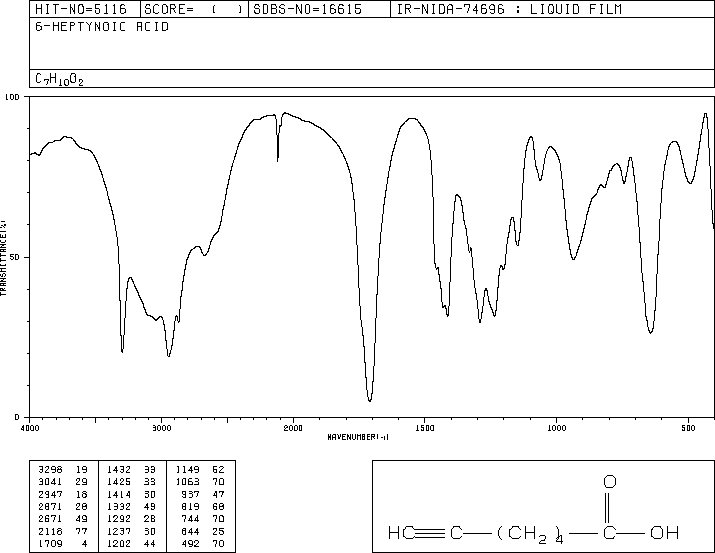 HIT-NO=5116 SCORE= ( ) SDBS-NO=16615 IR-NIDA-74696 : LIQUID FILM
6-HEPTYNOIC ACID
C7H10O2
100
50
0
TRANSMITTANCE(%)
4000 3000 2000 1500 1000 500
WAVENUMBER(-1)
3298 19 1432 33 1149 52
3041 29 1425 33 1063 70
2947 18 1414 30 937 47
2871 28 1332 49 819 68
2671 49 1292 28 744 70
2118 77 1237 30 644 25
1709 4 1202 44 492 70
O
HC≡C—(CH2)4—C—OH